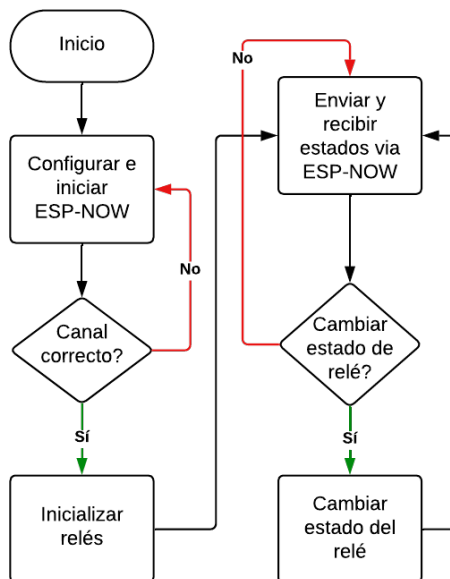 Inicio
Configurar e
iniciar
ESP-NOW
No
Canal
correcto?
Sí
Inicializar
relés
No
Enviar y
recibir
estados via
ESP-NOW
Cambiar
estado de
relé?
Sí
Cambiar
estado del
relé